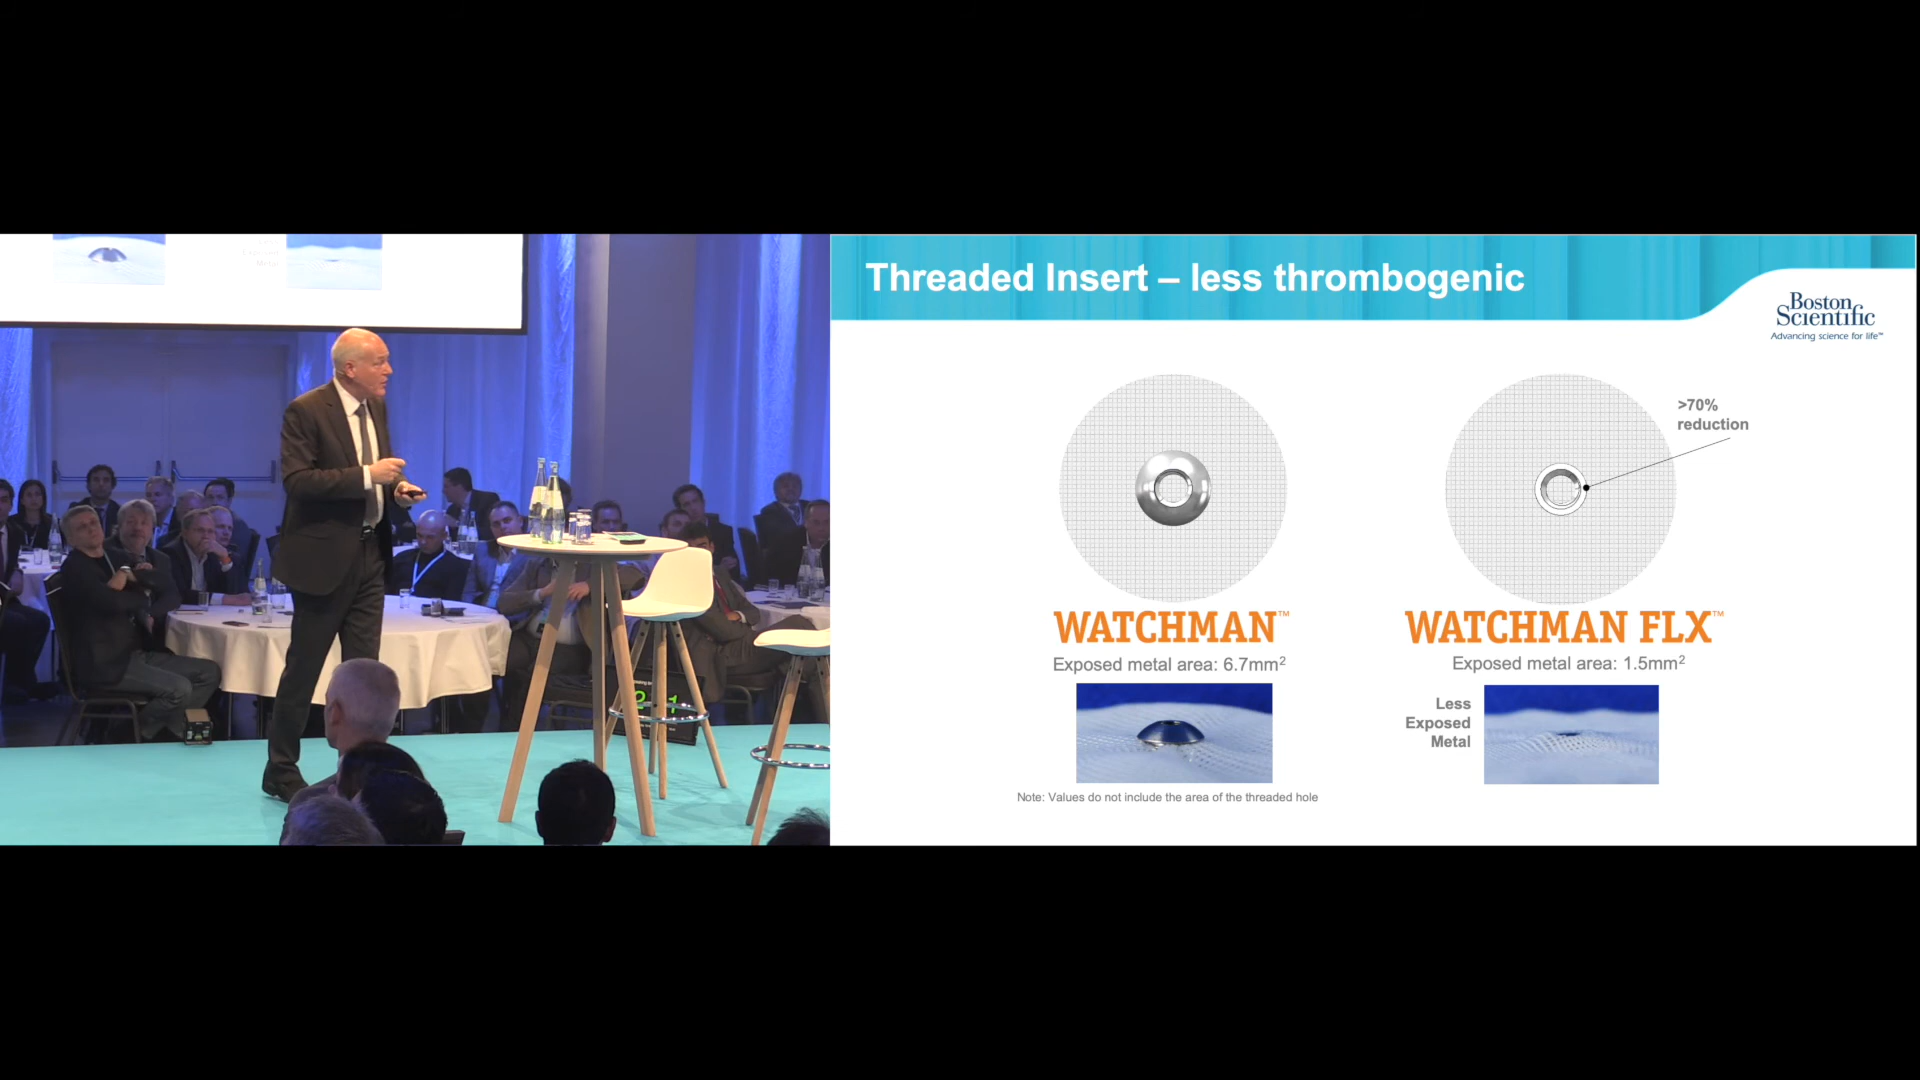 Threaded Insert – less thrombogenic
Boston
Scientific
Advancing science for life™
>70%
reduction
WATCHMAN™
Exposed metal area: 6.7mm²
WATCHMAN FLX™
Exposed metal area: 1.5mm²
Less
Exposed
Metal
Note: Values do not include the area of the threaded hole
Exposed
Metal